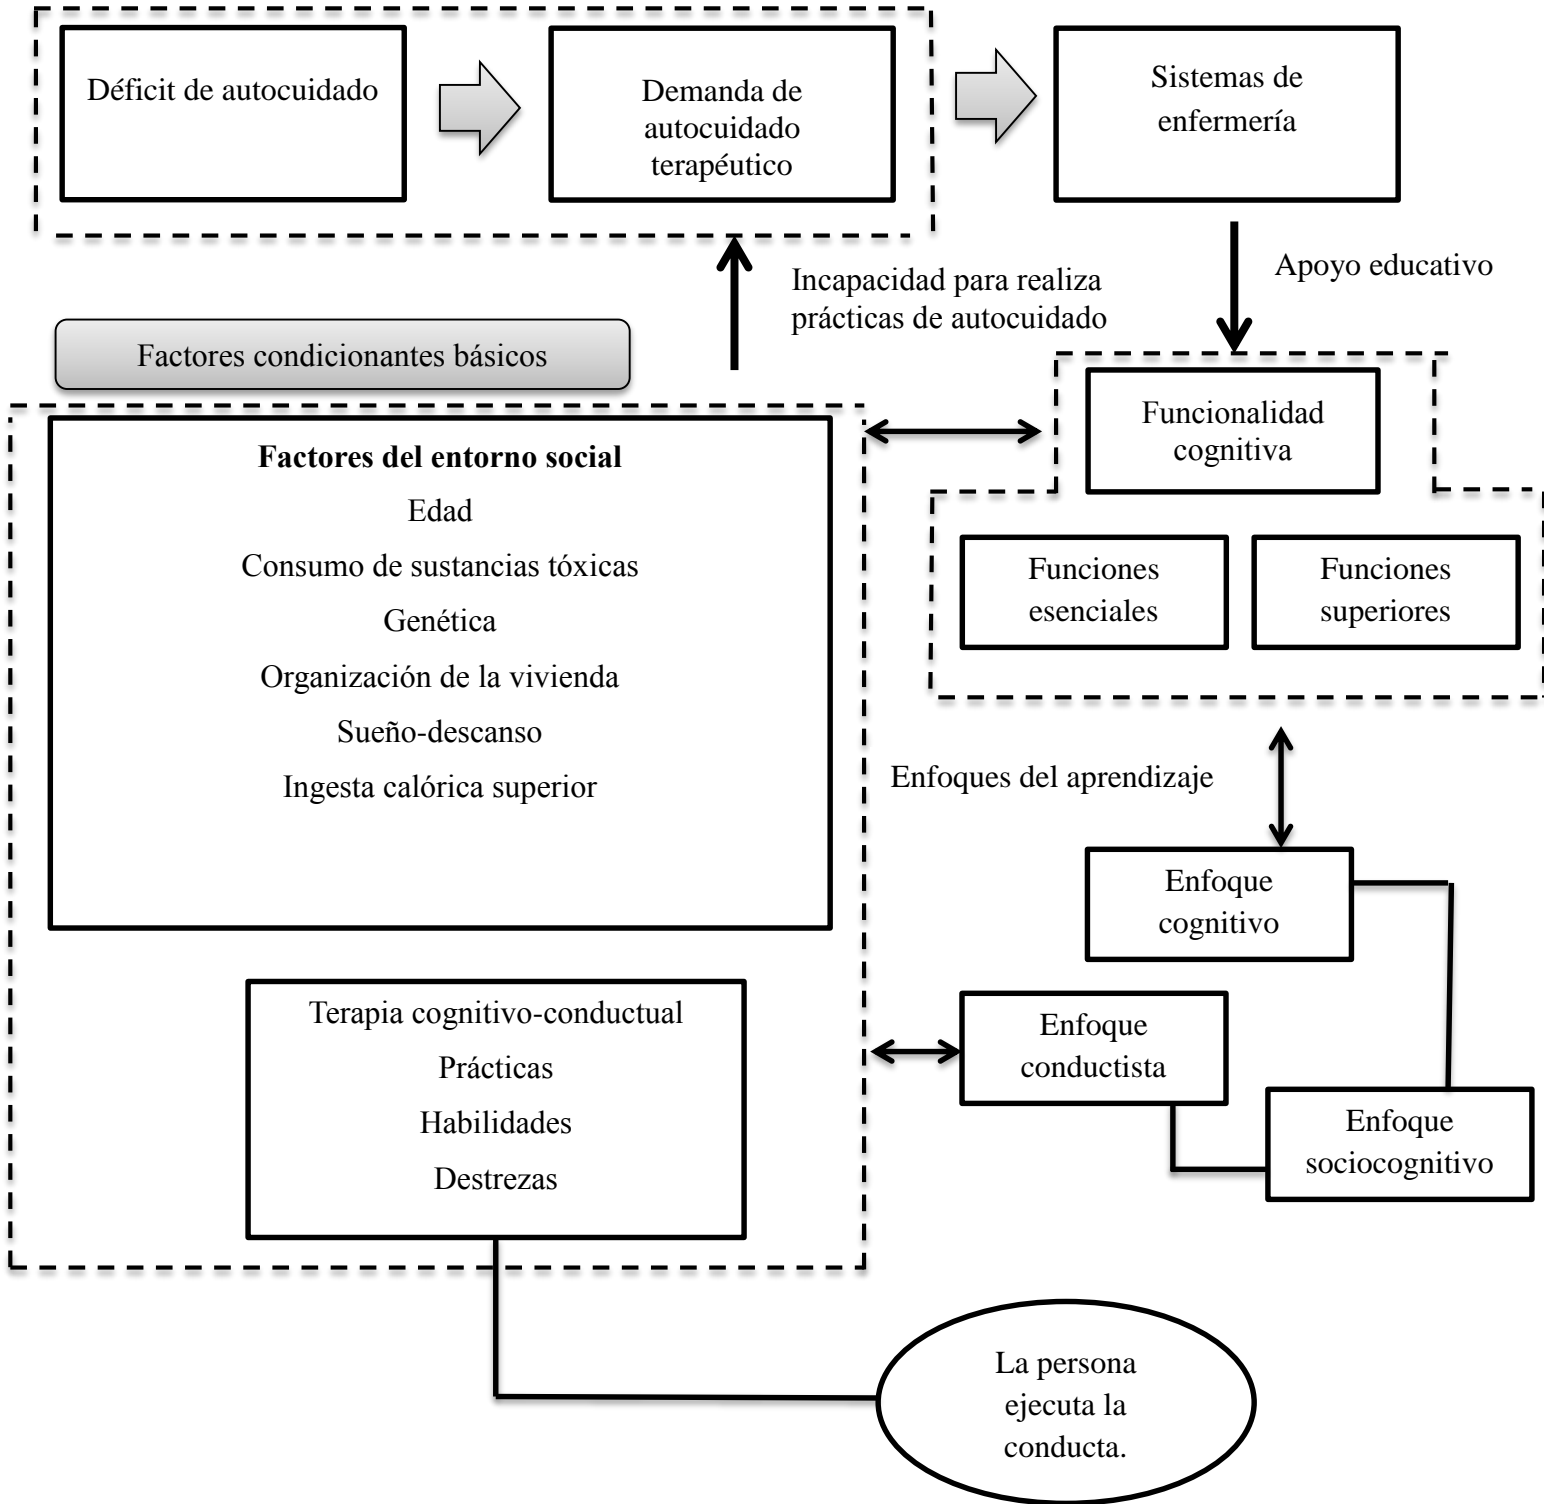 Déficit de autocuidado
Demanda de
autocuidado
terapéutico
Sistemas de
enfermería
Incapacidad para realiza
prácticas de autocuidado
Apoyo educativo
Factores condicionantes básicos
Factores del entorno social
Edad
Consumo de sustancias tóxicas
Genética
Organización de la vivienda
Sueño-descanso
Ingesta calórica superior
Funcionalidad
cognitiva
Funciones
esenciales
Funciones
superiores
Enfoques del aprendizaje
Enfoque
cognitivo
Enfoque
conductista
Enfoque
sociocognitivo
Terapia cognitivo-conductual
Prácticas
Habilidades
Destrezas
La persona
ejecuta la
conducta.